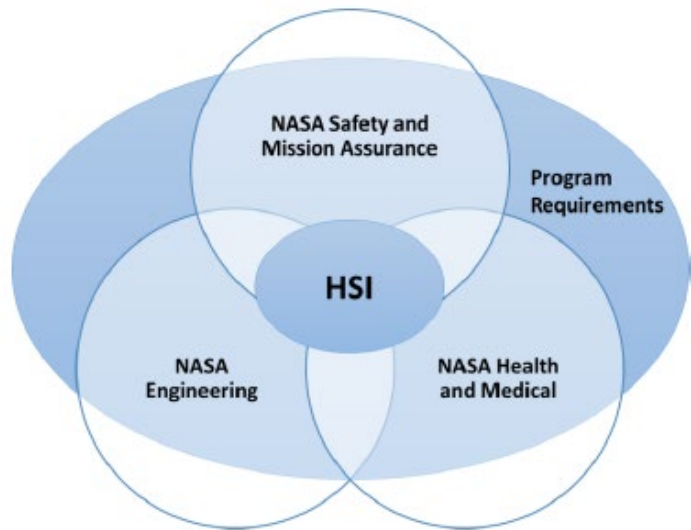 NASA Safety and
Mission Assurance
Program
Requirements
HSI
NASA
Engineering
NASA Health
and Medical